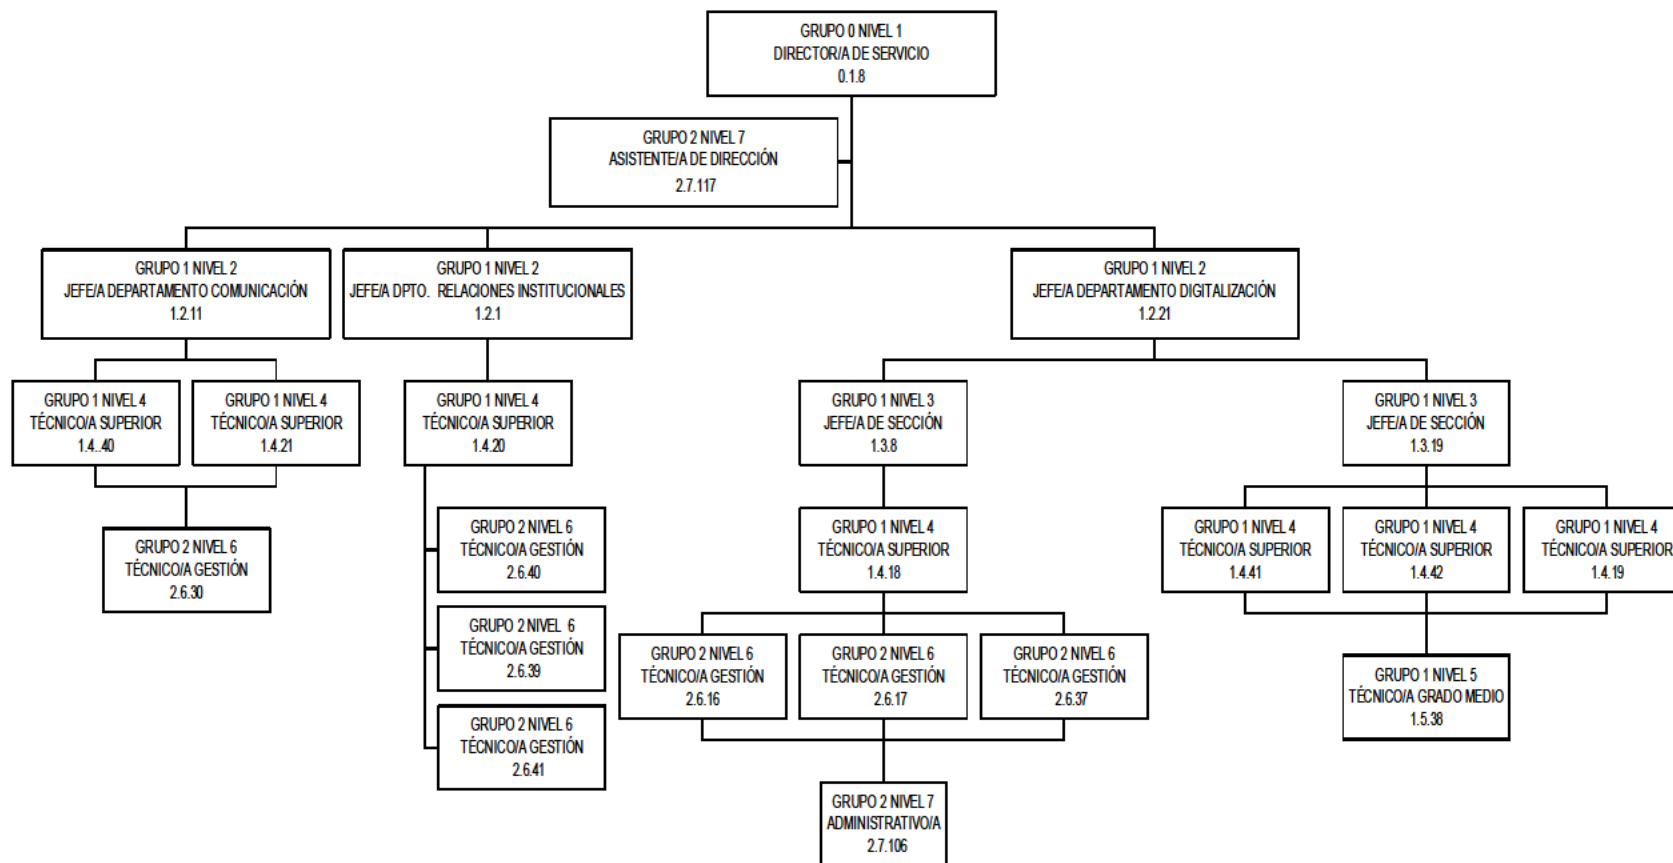 GRUPO 0 NIVEL 1
DIRECTOR/A DE SERVICIO
0.1.8
GRUPO 2 NIVEL 7
ASISTENTE/A DE DIRECCIÓN
2.7.117
GRUPO 1 NIVEL 2
JEFE/A DEPARTAMENTO COMUNICACIÓN
1.2.11
GRUPO 1 NIVEL 2
JEFE/A DPTO. RELACIONES INSTITUCIONALES
1.2.1
GRUPO 1 NIVEL 2
JEFE/A DEPARTAMENTO DIGITALIZACIÓN
1.2.21
GRUPO 1 NIVEL 4
TÉCNICO/A SUPERIOR
1.4..40
GRUPO 1 NIVEL 4
TÉCNICO/A SUPERIOR
1.4.21
GRUPO 1 NIVEL 4
TÉCNICO/A SUPERIOR
1.4.20
GRUPO 1 NIVEL 3
JEFE/A DE SECCIÓN
1.3.8
GRUPO 1 NIVEL 3
JEFE/A DE SECCIÓN
1.3.19
GRUPO 2 NIVEL 6
TÉCNICO/A GESTIÓN
2.6.30
GRUPO 2 NIVEL 6
TÉCNICO/A GESTIÓN
2.6.40
GRUPO 2 NIVEL 6
TÉCNICO/A GESTIÓN
2.6.39
GRUPO 2 NIVEL 6
TÉCNICO/A GESTIÓN
2.6.41
GRUPO 1 NIVEL 4
TÉCNICO/A SUPERIOR
1.4.18
GRUPO 1 NIVEL 4
TÉCNICO/A SUPERIOR
1.4.41
GRUPO 1 NIVEL 4
TÉCNICO/A SUPERIOR
1.4.42
GRUPO 1 NIVEL 4
TÉCNICO/A SUPERIOR
1.4.19
GRUPO 2 NIVEL 6
TÉCNICO/A GESTIÓN
2.6.16
GRUPO 2 NIVEL 6
TÉCNICO/A GESTIÓN
2.6.17
GRUPO 2 NIVEL 6
TÉCNICO/A GESTIÓN
2.6.37
GRUPO 1 NIVEL 5
TÉCNICO/A GRADO MEDIO
1.5.38
GRUPO 2 NIVEL 7
ADMINISTRATIVO/A
2.7.106